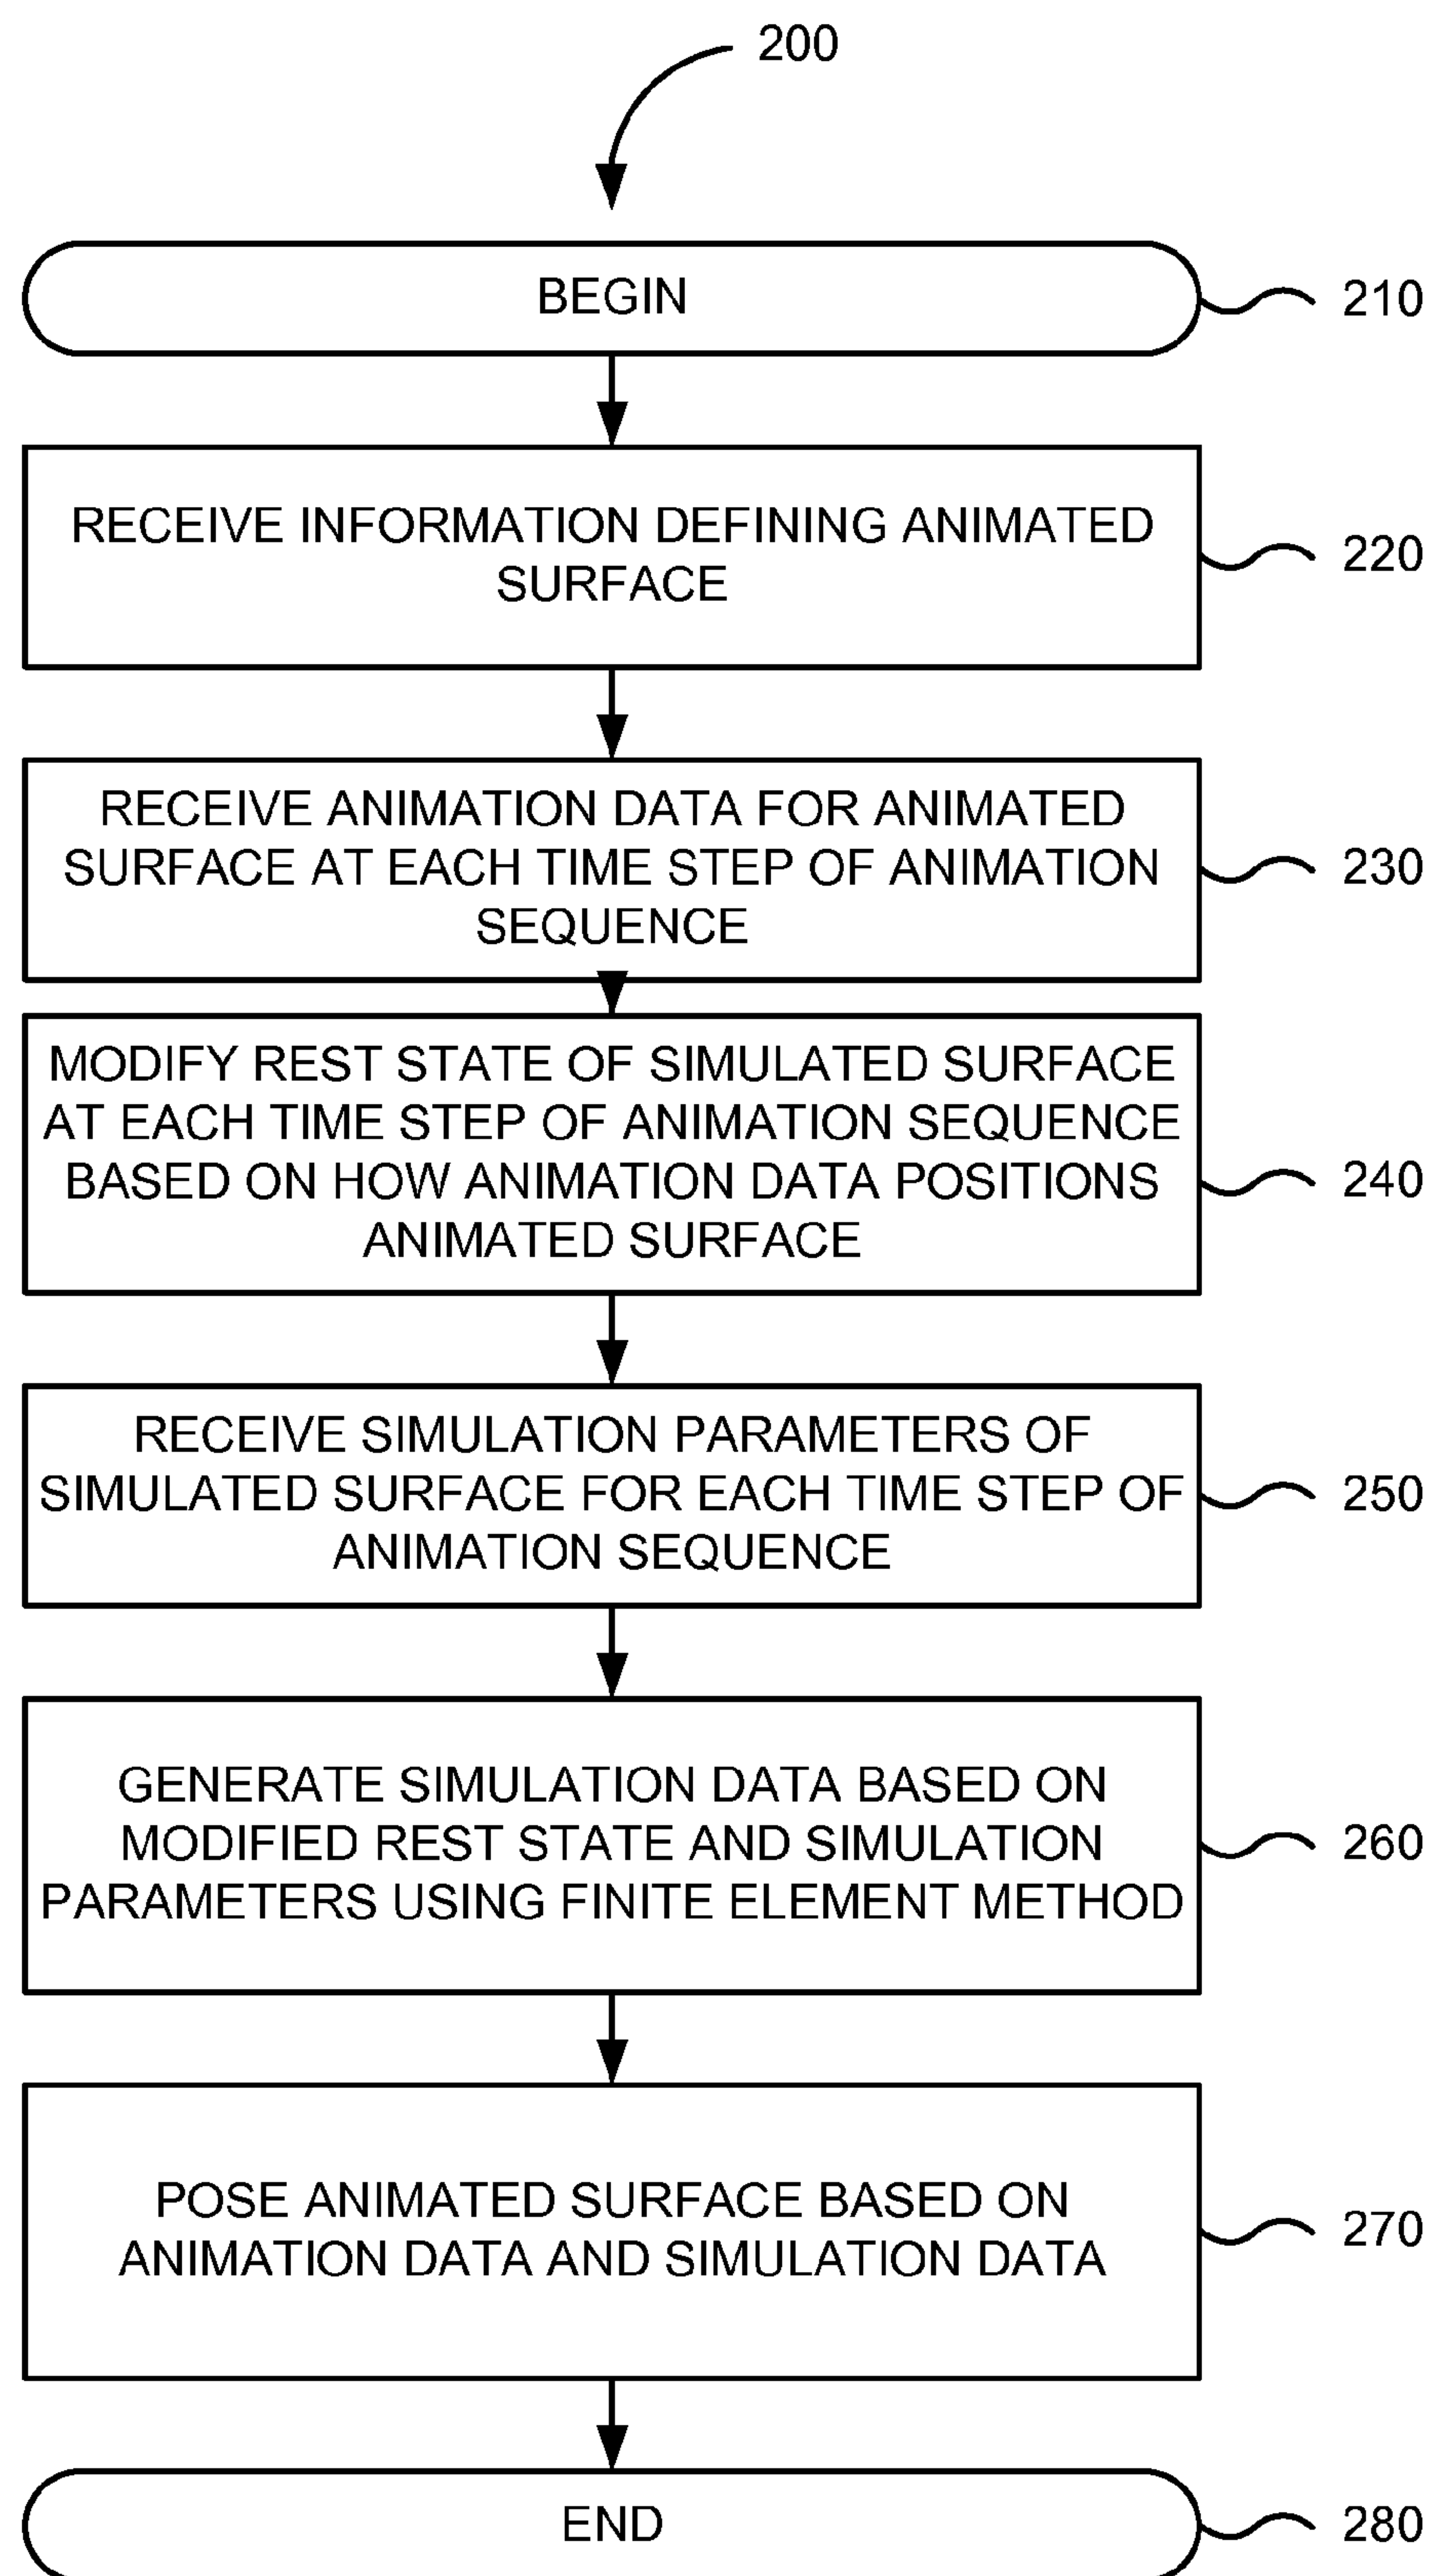 200
BEGIN
210
RECEIVE INFORMATION DEFINING ANIMATED
SURFACE
220
RECEIVE ANIMATION DATA FOR ANIMATED
SURFACE AT EACH TIME STEP OF ANIMATION
SEQUENCE
230
MODIFY REST STATE OF SIMULATED SURFACE
AT EACH TIME STEP OF ANIMATION SEQUENCE
BASED ON HOW ANIMATION DATA POSITIONS
ANIMATED SURFACE
240
RECEIVE SIMULATION PARAMETERS OF
SIMULATED SURFACE FOR EACH TIME STEP OF
ANIMATION SEQUENCE
250
GENERATE SIMULATION DATA BASED ON
MODIFIED REST STATE AND SIMULATION
PARAMETERS USING FINITE ELEMENT METHOD
260
POSE ANIMATED SURFACE BASED ON
ANIMATION DATA AND SIMULATION DATA
270
END
280